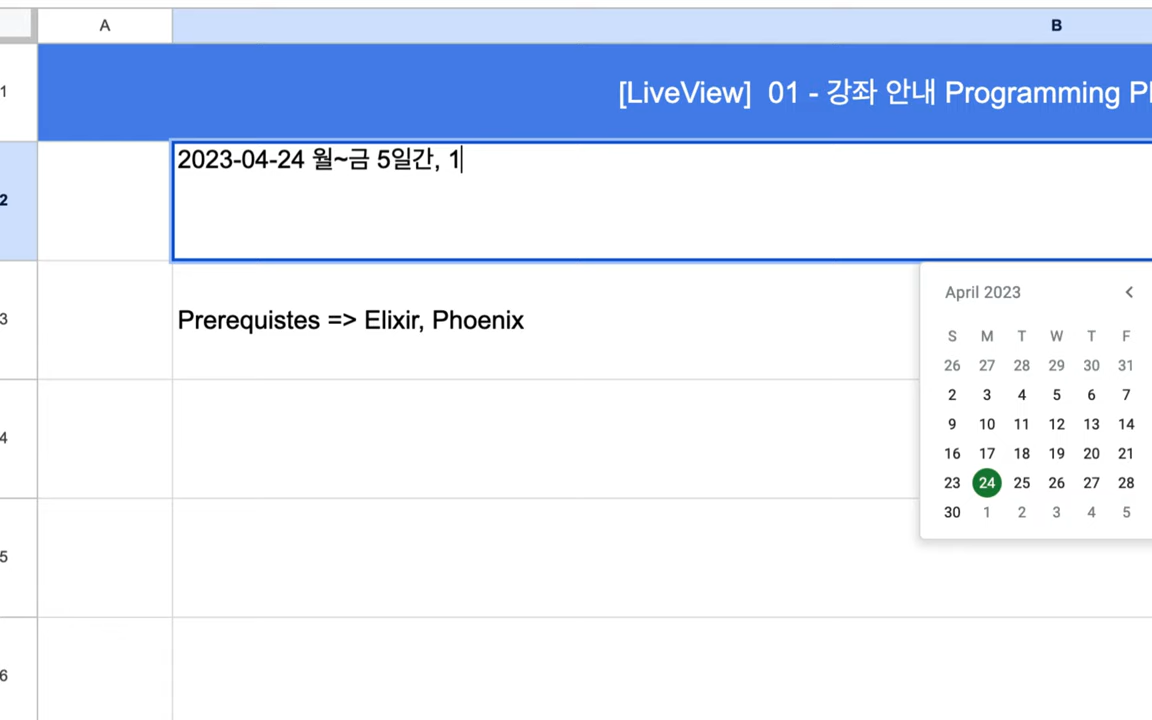 A B
1 [LiveView] 01 - 강좌 안내 Programming
2 2023-04-24 월~금 5일간, 1
3 Prerequistes => Elixir, Phoenix
April 2023 <
S M T W T F
26 27 28 29 30 31
2 3 4 5 6 7
9 10 11 12 13 14
4
16 17 18 19 20 21
23 24 25 26 27 28
30 1 2 3 4 5
5
6